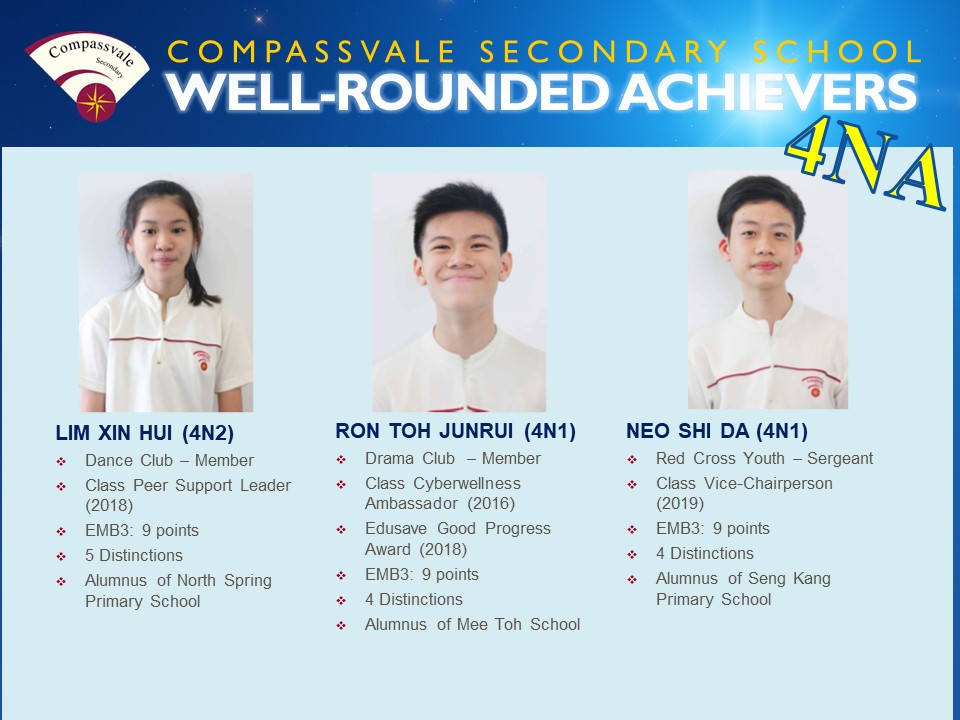 Compassvale
Secondary
COMPASSVALE SECONDARY SCHOOL
WELL-ROUNDED ACHIEVERS
4NA
LIM XIN HUI (4N2)
Dance Club – Member
Class Peer Support Leader
(2018)
EMB3: 9 points
5 Distinctions
Alumnus of North Spring
Primary School
RON TOH JUNRUI (4N1)
Drama Club – Member
Class Cyberwellness
Ambassador (2016)
Edusave Good Progress
Award (2018)
EMB3: 9 points
4 Distinctions
Alumnus of Mee Toh School
NEO SHI DA (4N1)
Red Cross Youth – Sergeant
Class Vice-Chairperson
(2019)
EMB3: 9 points
4 Distinctions
Alumnus of Seng Kang
Primary School